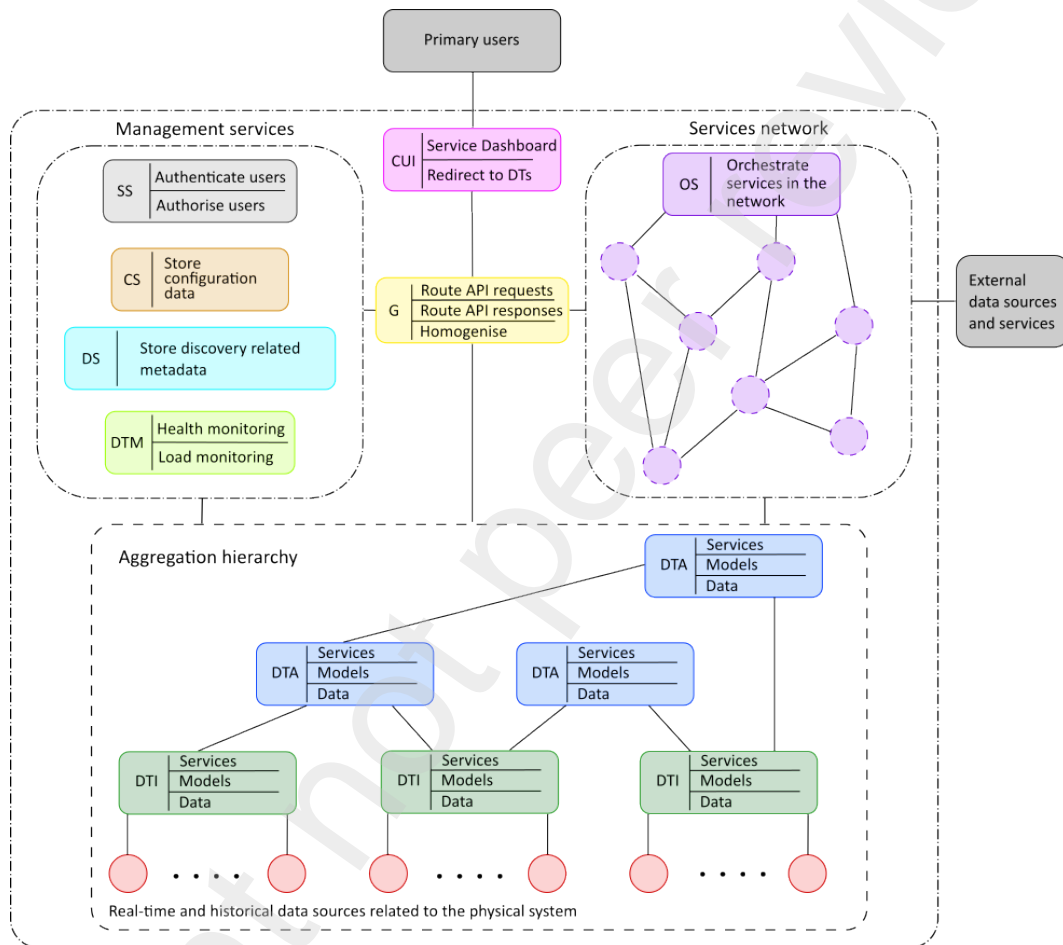 Primary users
Management services
Services network
CUI
Service Dashboard
Redirect to DTs
SS
Authenticate users
Authorise users
OS
Orchestrate
services in the
network
CS
Store
configuration
data
G
Route API requests
Route API responses
Homogenise
External
data sources
and services
DS
Store discovery related
metadata
DTM
Health monitoring
Load monitoring
Aggregation hierarchy
DTA
Services
Models
Data
DTA
Services
Models
Data
DTA
Services
Models
Data
DTI
Services
Models
Data
DTI
Services
Models
Data
DTI
Services
Models
Data
Real-time and historical data sources related to the physical system
not peer review